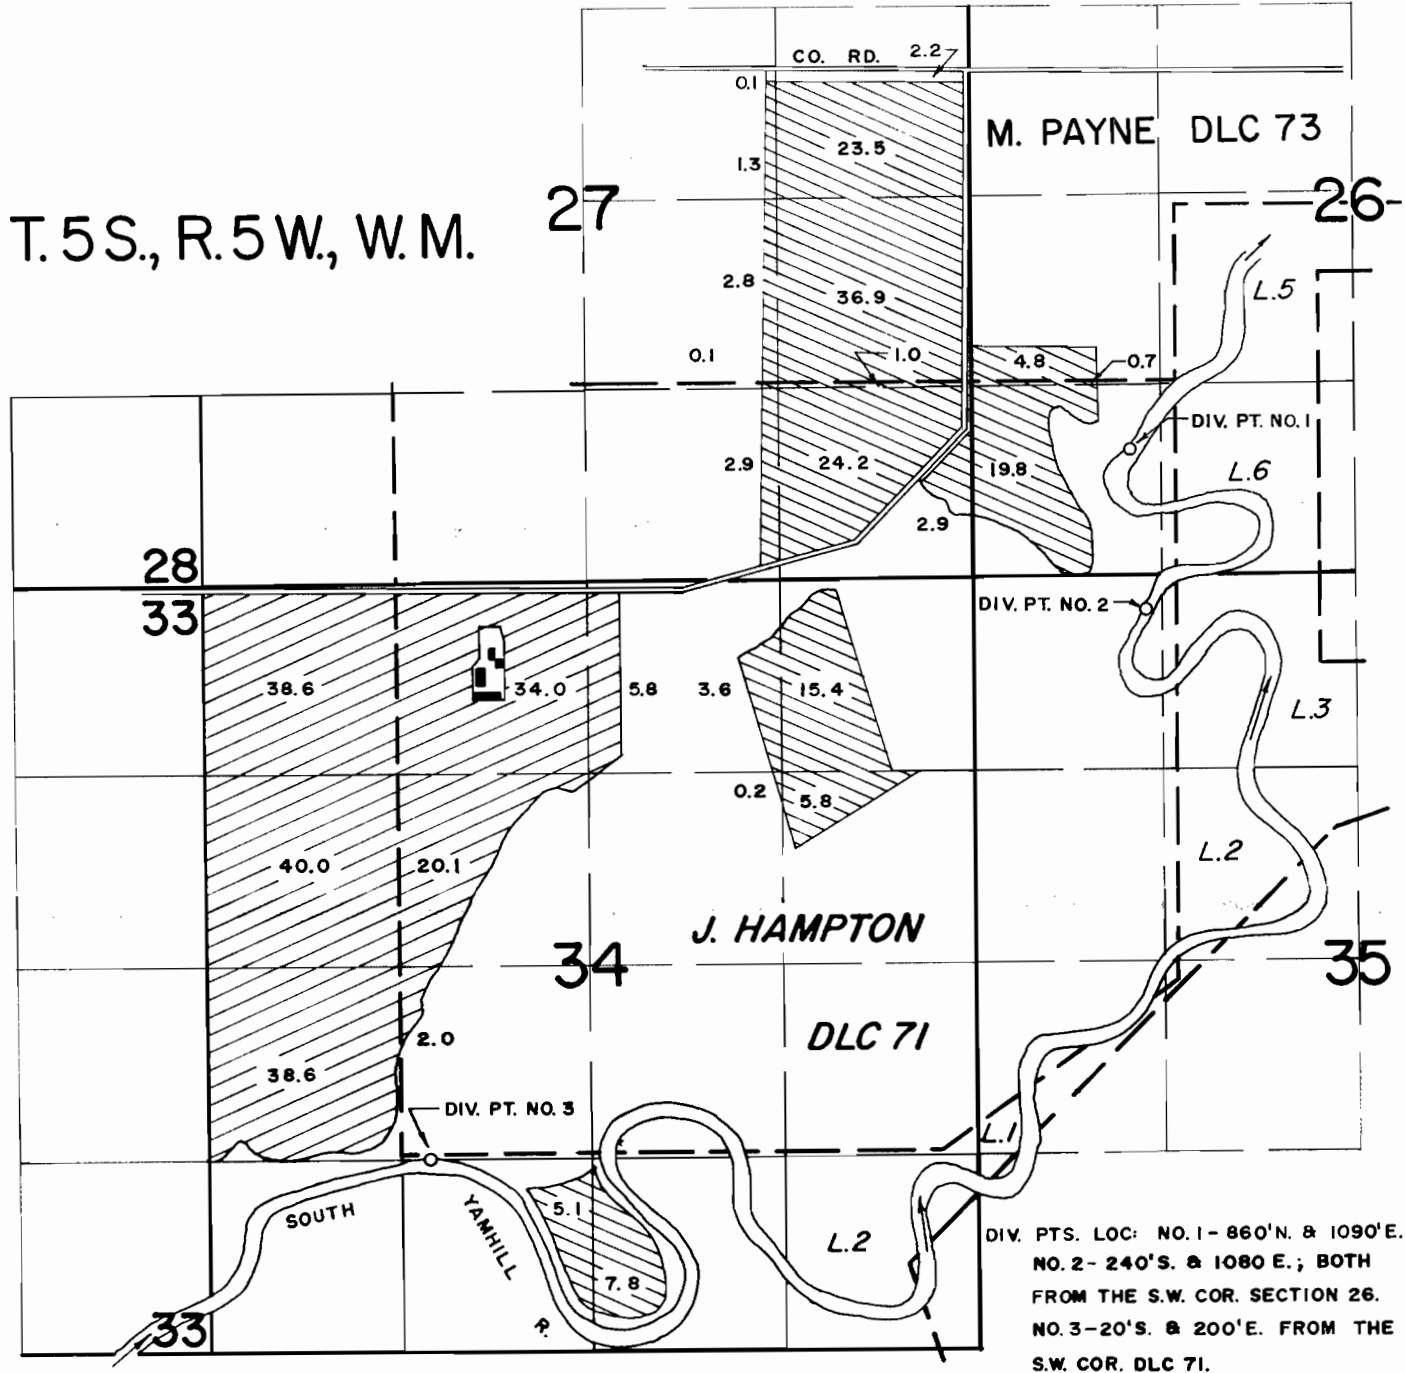 CO. RD. 2.2
0.1
M. PAYNE DLC 73
23.5
1.3
27
26
T. 5 S., R. 5 W., W. M.
2.8
36.9
L.5
0.1
1.0
4.8
0.7
DIV. PT. NO. 1
2.9
24.2
19.8
L.6
2.9
28
33
DIV. PT. NO. 2
38.6
34.0
5.8
3.6
15.4
L.3
0.2
5.8
40.0
20.1
L.2
J. HAMPTON
34
35
2.0
DLC 71
38.6
DIV. PT. NO. 3
L.1
SOUTH
YAMHILL
R.
5.1
L.2
7.8
33
DIV. PTS. LOC: NO. 1 - 860'N. & 1090'E.
NO. 2 - 240'S. & 1080 E.; BOTH
FROM THE S.W. COR. SECTION 26.
NO. 3 - 20'S. & 200'E. FROM THE
S.W. COR. DLC 71.